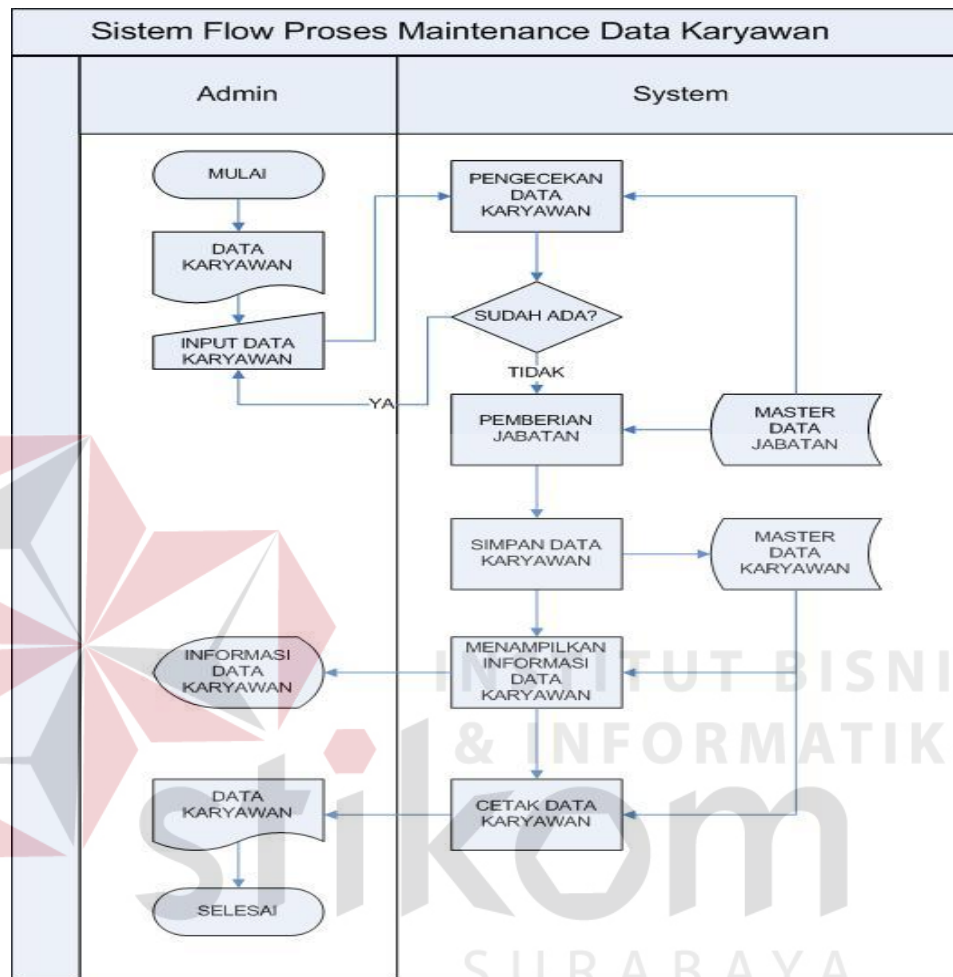 Sistem Flow Proses Maintenance Data Karyawan
Admin
System
MULAI
DATA
KARYAWAN
INPUT DATA
KARYAWAN
PENGECEKAN
DATA
KARYAWAN
SUDAH ADA?
TIDAK
YA
PEMBERIAN
JABATAN
MASTER
DATA
JABATAN
SIMPAN DATA
KARYAWAN
MASTER
DATA
KARYAWAN
MENAMPILKAN
INFORMASI
DATA
KARYAWAN
INFORMASI
DATA
KARYAWAN
CETAK DATA
KARYAWAN
DATA
KARYAWAN
SELESAI
INSTITUT BISNI
& INFORMATIK
stikom
SURABAYA